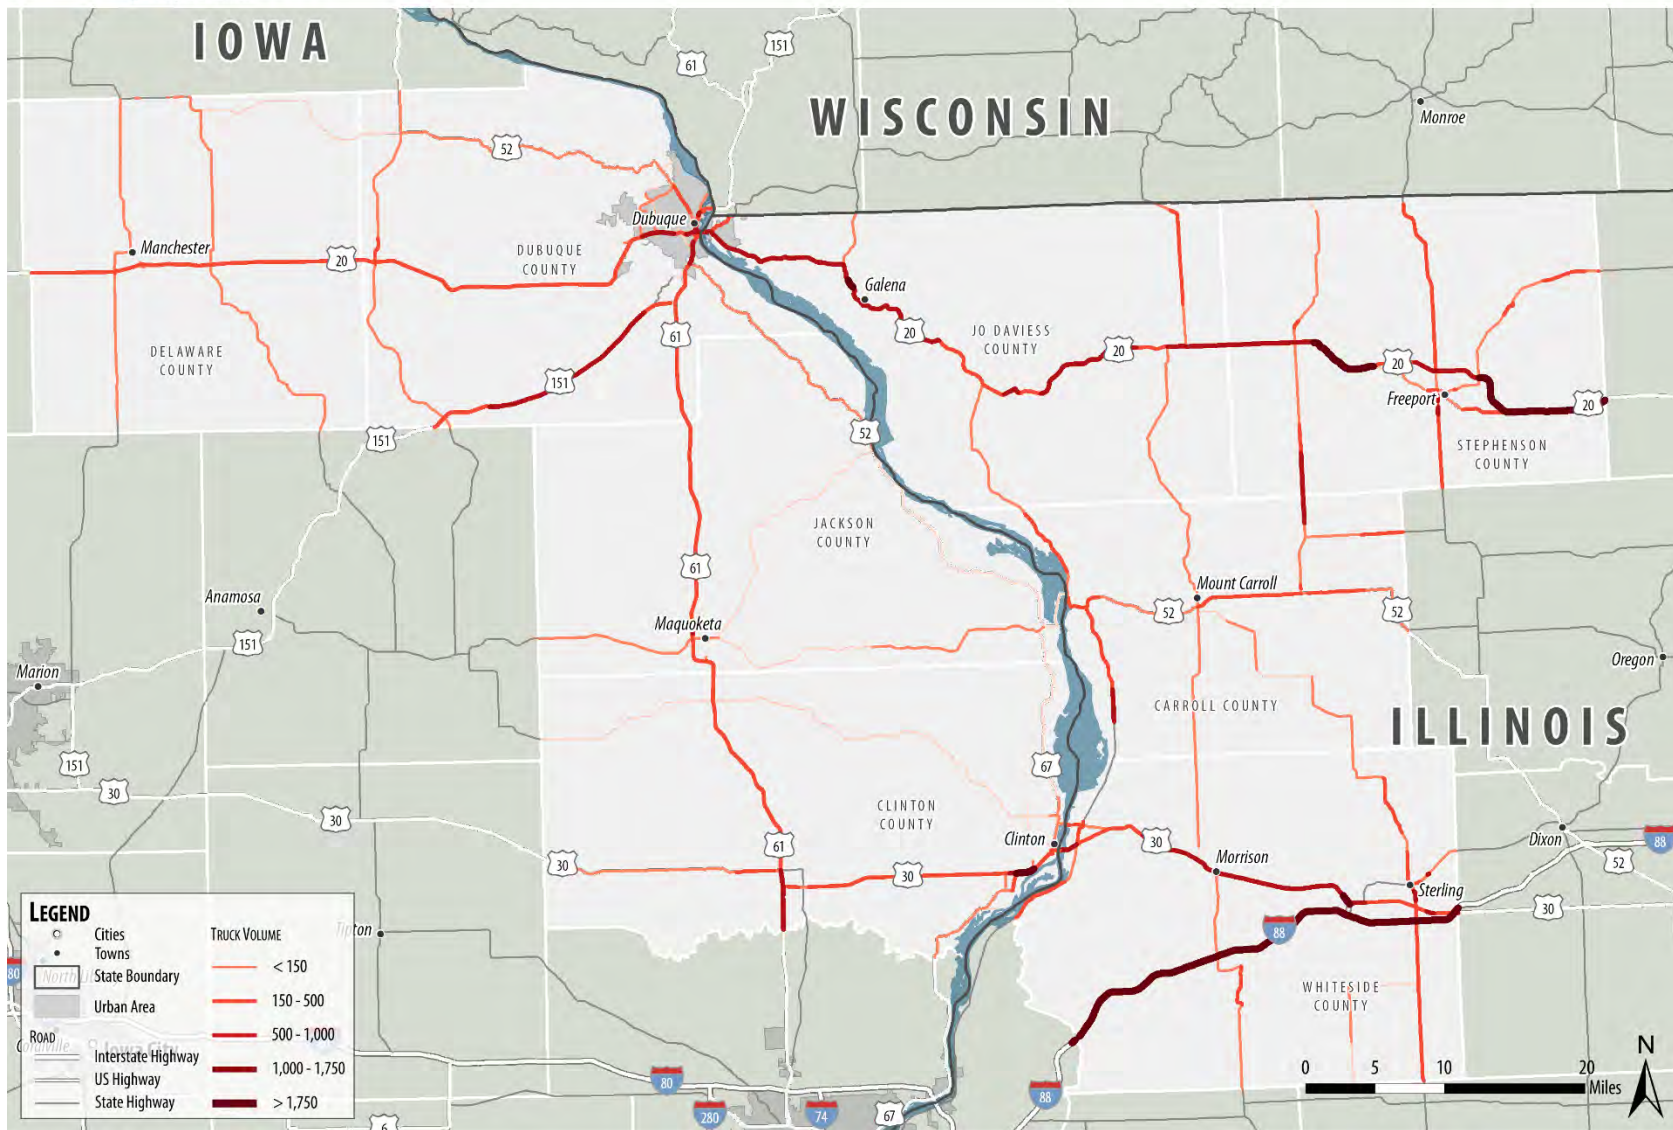 IOWA
151
61
WISCONSIN
Monroe
52
Dubuque
Manchester
DUBUQUE
COUNTY
20
Galena
DELAWARE
COUNTY
61
20
JO DAVIESS
COUNTY
20
20
151
Freeport
20
151
52
STEPHENSON
COUNTY
JACKSON
COUNTY
61
Mount Carroll
Anamosa
52
52
Maquoketa
151
Marion
Oregon
CARROLL COUNTY
ILLINOIS
151
67
30
CLINTON
COUNTY
30
Clinton
30
Dixon
88
61
30
30
Morrison
52
Sterling
30
88
WHITESIDE
COUNTY
LEGEND
Cities
Towns
State Boundary
Urban Area
ROAD
Interstate Highway
US Highway
State Highway
TRUCK VOLUME
< 150
150 - 500
500 - 1,000
1,000 - 1,750
> 1,750
Tipton
80
Iowa City
80
280
74
67
88
6
0 5 10 20
Miles
N